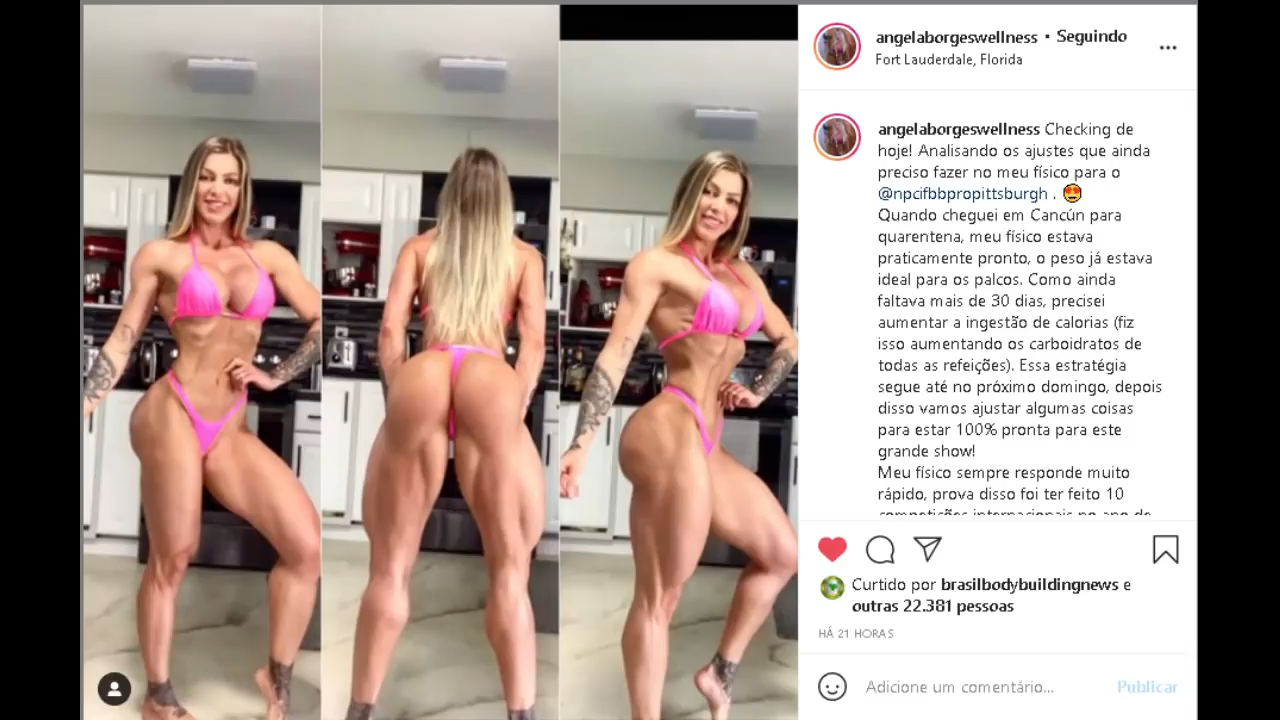 angelaborgeswellness • Seguindo
Fort Lauderdale, Florida
angelaborgeswellness Checking de
hoje! Analisando os ajustes que ainda
preciso fazer no meu físico para o
@npcifbbpropittsburgh . 😍
Quando cheguei em Cancún para
quarentena, meu físico estava
praticamente pronto, o peso já estava
ideal para os palcos. Como ainda
faltava mais de 30 dias, precisei
aumentar a ingestão de calorias (fiz
isso aumentando os carboidratos de
todas as refeições). Essa estratégia
segue até no próximo domingo, depois
disso vamos ajustar algumas coisas
para estar 100% pronta para este
grande show!
Meu físico sempre responde muito
rápido, prova disso foi ter feito 10
competições internacionais no ano de
Curtido por brasilbodybuildingnews e
outras 22.381 pessoas
HÁ 21 HORAS
Adicione um comentário... Publicar